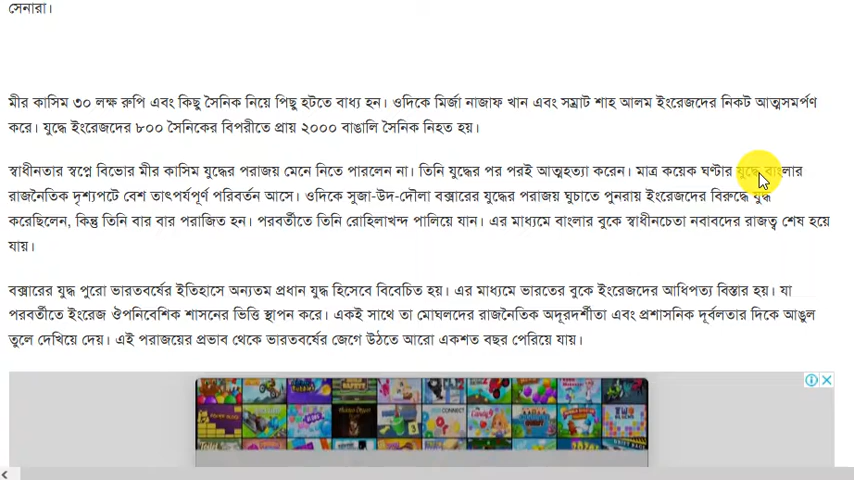 সেনারা।
মীর কাসিম ৩০ লক্ষ রুপি এবং কিছু সৈনিক নিয়ে পিছু হটতে বাধ্য হন। ওদিকে মির্জা নাজাফ খান এবং সম্রাট শাহ আলম ইংরেজদের নিকট আত্মসমর্পণ
করে। যুদ্ধে ইংরেজদের ৮০০ সৈনিকের বিপরীতে প্রায় ২০০০ বাঙালি সৈনিক নিহত হয়।
স্বাধীনতার স্বপ্নে বিভোর মীর কাসিম যুদ্ধের পরাজয় মেনে নিতে পারলেন না। তিনি যুদ্ধের পর পরই আত্মহত্যা করেন। মাত্র কয়েক ঘণ্টার যুদ্ধে বাংলার
রাজনৈতিক দৃশ্যপটে বেশ তাৎপর্যপূর্ণ পরিবর্তন আসে। ওদিকে সুজা-উদ-দৌলা বক্সারের যুদ্ধের পরাজয় ঘুচাতে পুনরায় ইংরেজদের বিরুদ্ধে যুদ্ধ
করেছিলেন, কিন্তু তিনি বার বার পরাজিত হন। পরবর্তীতে তিনি রোহিলাখন্দ পালিয়ে যান। এর মাধ্যমে বাংলার বুকে স্বাধীনচেতা নবাবদের রাজত্ব শেষ হয়ে
যায়।
বক্সারের যুদ্ধ পুরো ভারতবর্ষের ইতিহাসে অন্যতম প্রধান যুদ্ধ হিসেবে বিবেচিত হয়। এর মাধ্যমে ভারতের বুকে ইংরেজদের আধিপত্য বিস্তার হয়। যা
পরবর্তীতে ইংরেজ ঔপনিবেশিক শাসনের ভিত্তি স্থাপন করে। একই সাথে তা মোঘলদের রাজনৈতিক অদূরদর্শীতা এবং প্রশাসনিক দূর্বলতার দিকে আঙুল
তুলে দেখিয়ে দেয়। এই পরাজয়ের প্রভাব থেকে ভারতবর্ষের জেগে উঠতে আরো একশত বছর পেরিয়ে যায়।